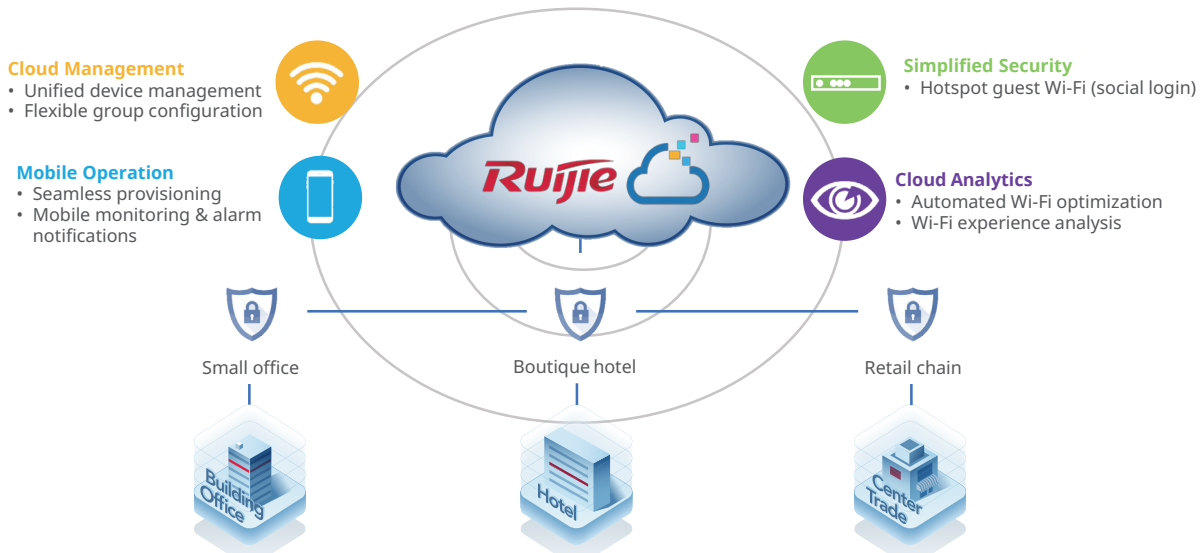 Cloud Management
• Unified device management
• Flexible group configuration
Mobile Operation
• Seamless provisioning
• Mobile monitoring & alarm
notifications
Ruijie
Simplified Security
• Hotspot guest Wi-Fi (social login)
Cloud Analytics
• Automated Wi-Fi optimization
• Wi-Fi experience analysis
Small office
Boutique hotel
Retail chain
Building
Office
Hotel
Center
Trade